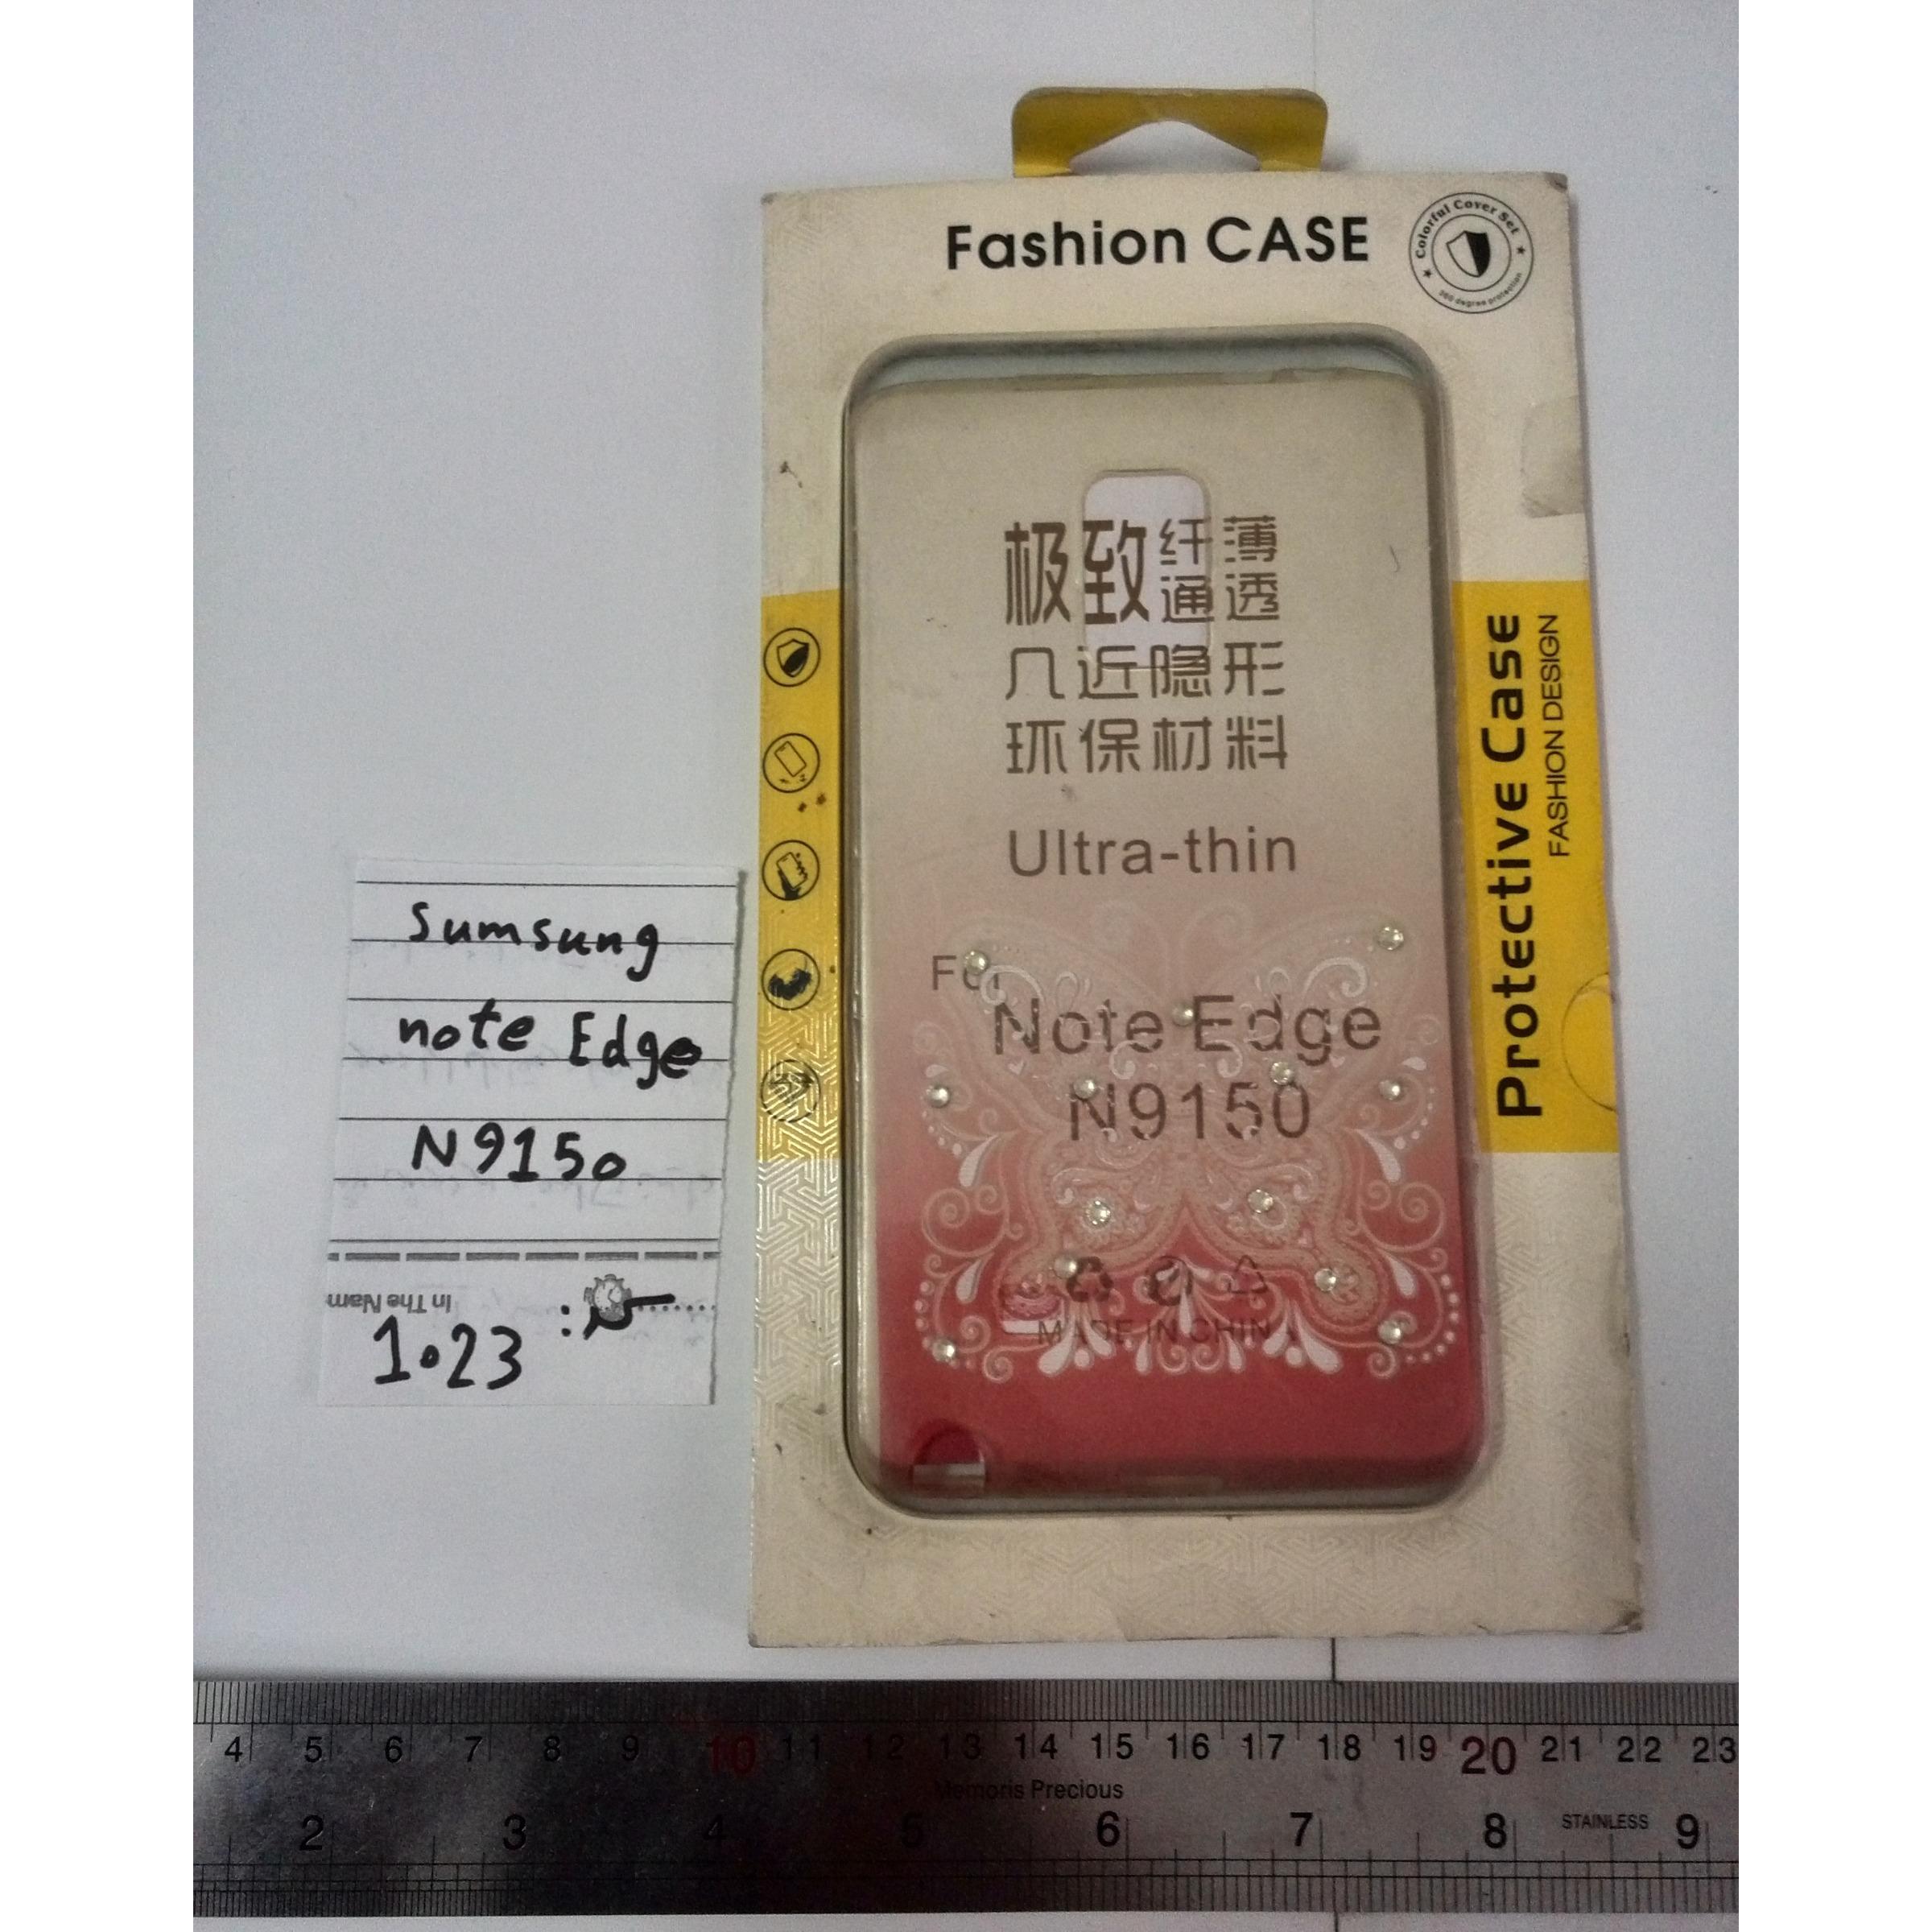 Fashion CASE
Colorful Cover Set
360 degree protection
极致纤薄
通透
几近隐形
环保材料
Ultra-thin
For
Note Edge
N9150
MADE IN CHINA
Protective Case
FASHION DESIGN
sumsung
note Edge
N9150
In The Nam
1023
4 5 6 7 8 9 10 11 12 13 14 15 16 17 18 19 20 21 22 23
Memoris Precious
2 3 4 5 6 7 8 9
STAINLESS